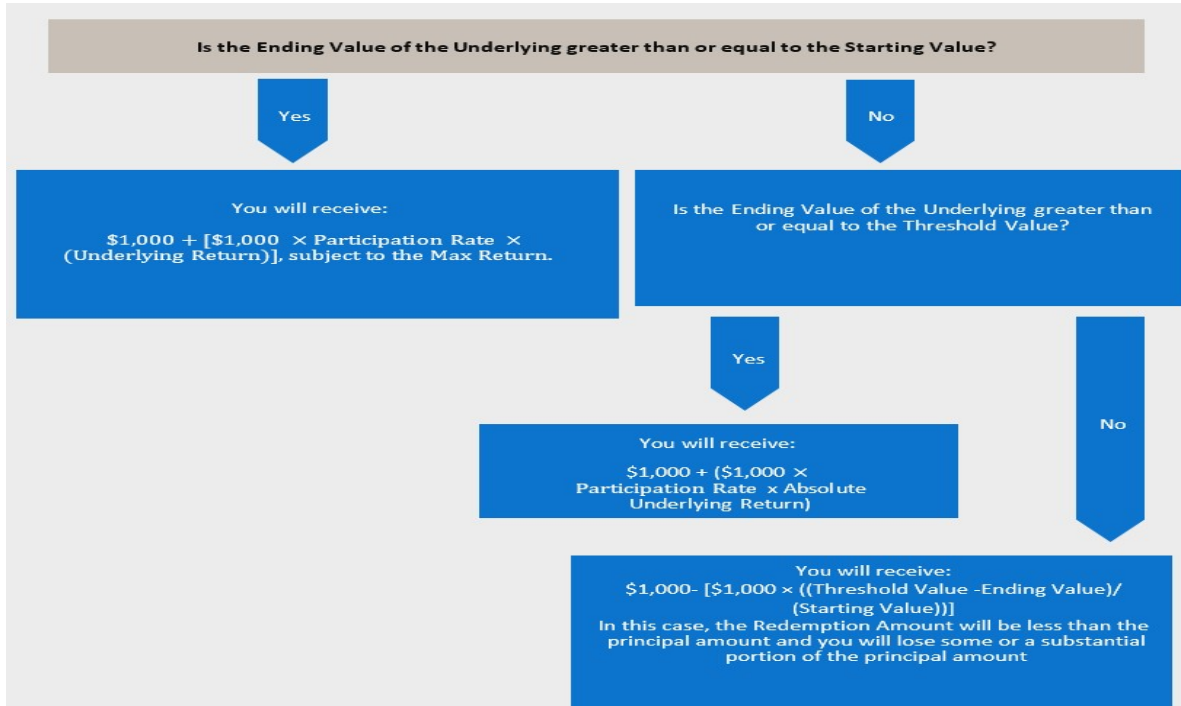 Is the Ending Value of the Underlying greater than or equal to the Starting Value?
Yes
No
You will receive:
$1,000 + [$1,000 × Participation Rate ×
(Underlying Return)], subject to the Max Return.
Is the Ending Value of the Underlying greater than
or equal to the Threshold Value?
Yes
No
You will receive:
$1,000 + ($1,000 ×
Participation Rate x Absolute
Underlying Return)
You will receive:
$1,000- [$1,000 × ((Threshold Value -Ending Value)/
(Starting Value))]
In this case, the Redemption Amount will be less than the
principal amount and you will lose some or a substantial
portion of the principal amount